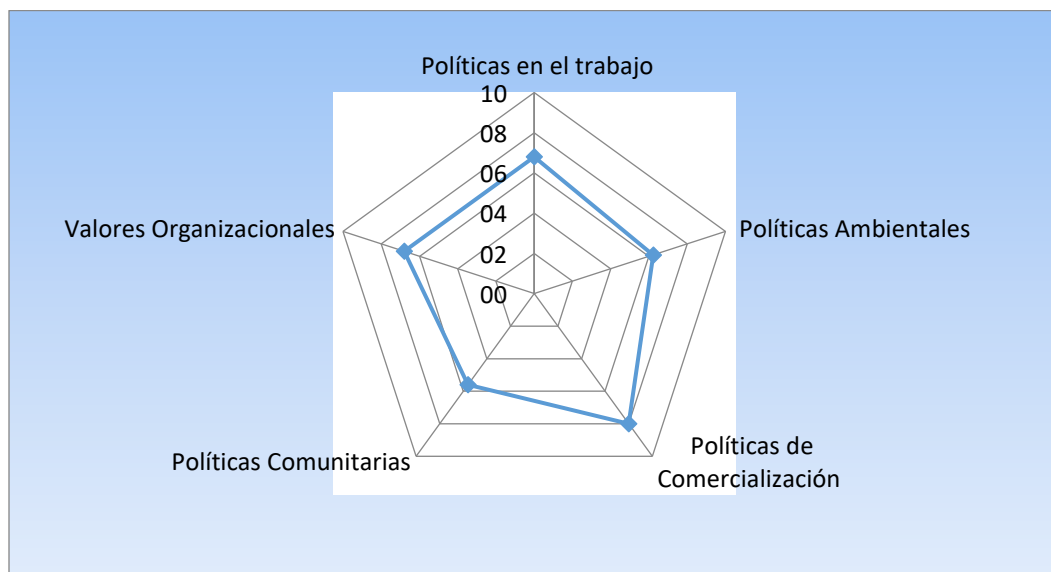 Políticas en el trabajo
10
08
06
04
02
00
Valores Organizacionales
Políticas Ambientales
Políticas Comunitarias
Políticas de
Comercialización